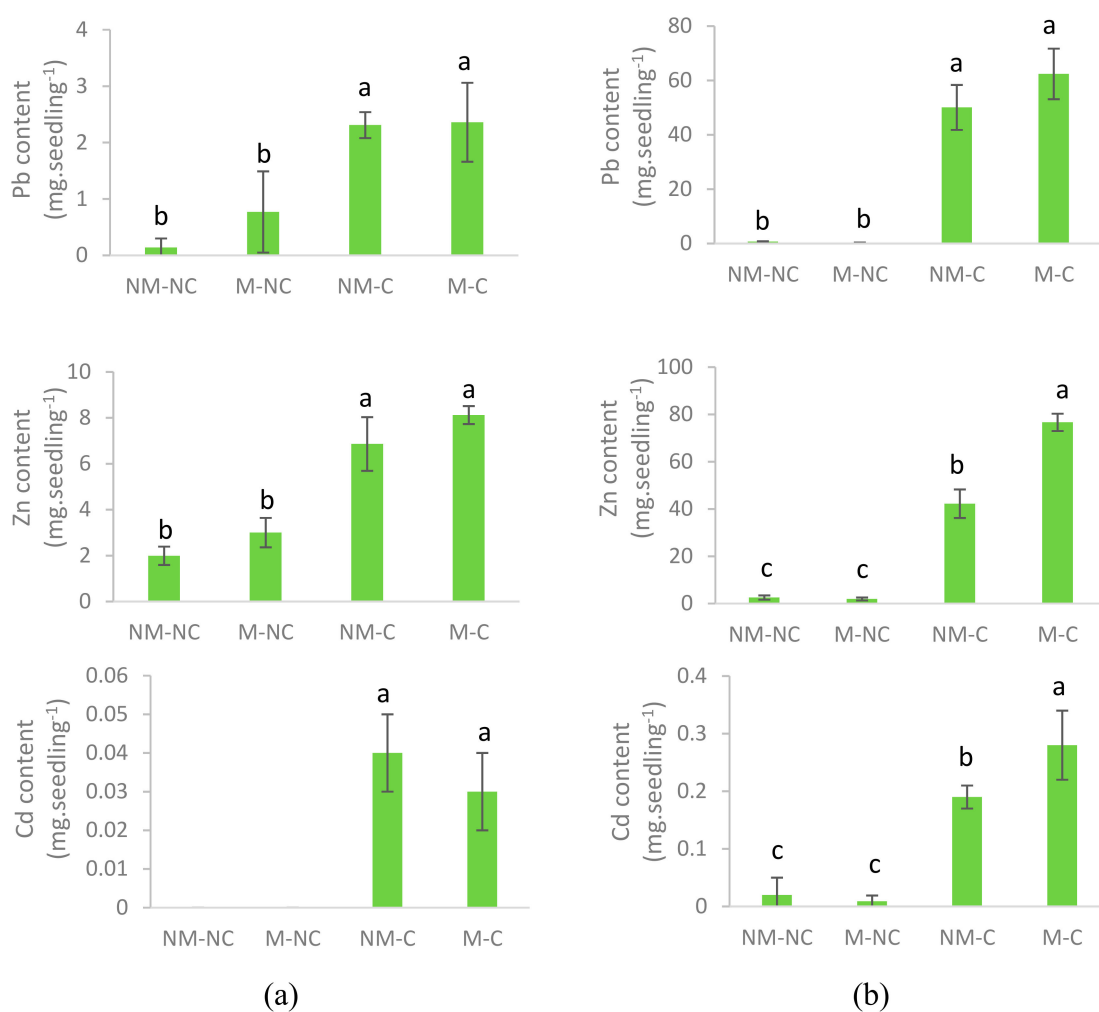 Pb content
(mg.seedling-1)
4
3
2
1
0
b
b
a
a
NM-NC M-NC NM-C M-C
Pb content
(mg.seedling-1)
80
60
40
20
0
b
b
a
a
NM-NC M-NC NM-C M-C
Zn content
(mg.seedling-1)
10
8
6
4
2
0
b
b
a
a
NM-NC M-NC NM-C M-C
Zn content
(mg.seedling-1)
100
80
60
40
20
0
c
c
b
a
NM-NC M-NC NM-C M-C
Cd content
(mg.seedling-1)
0.06
0.05
0.04
0.03
0.02
0.01
0
a
a
NM-NC M-NC NM-C M-C
Cd content
(mg.seedling-1)
0.4
0.3
0.2
0.1
0
c
c
b
a
NM-NC M-NC NM-C M-C
(a)
(b)